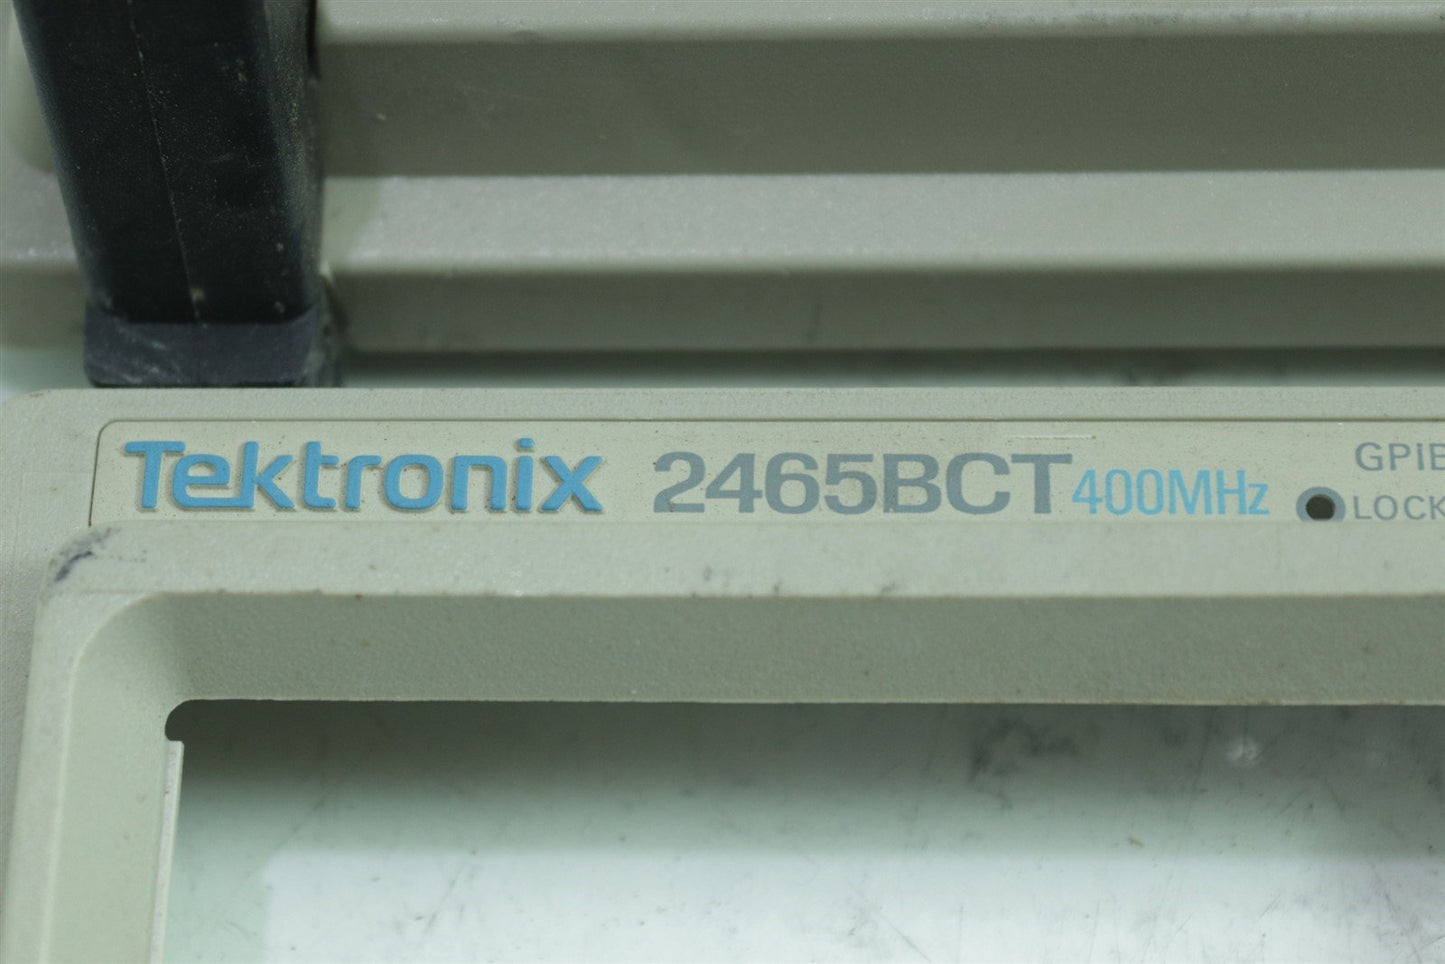 Tektronix 2465BCT 400MHz
GPIB
LOCK